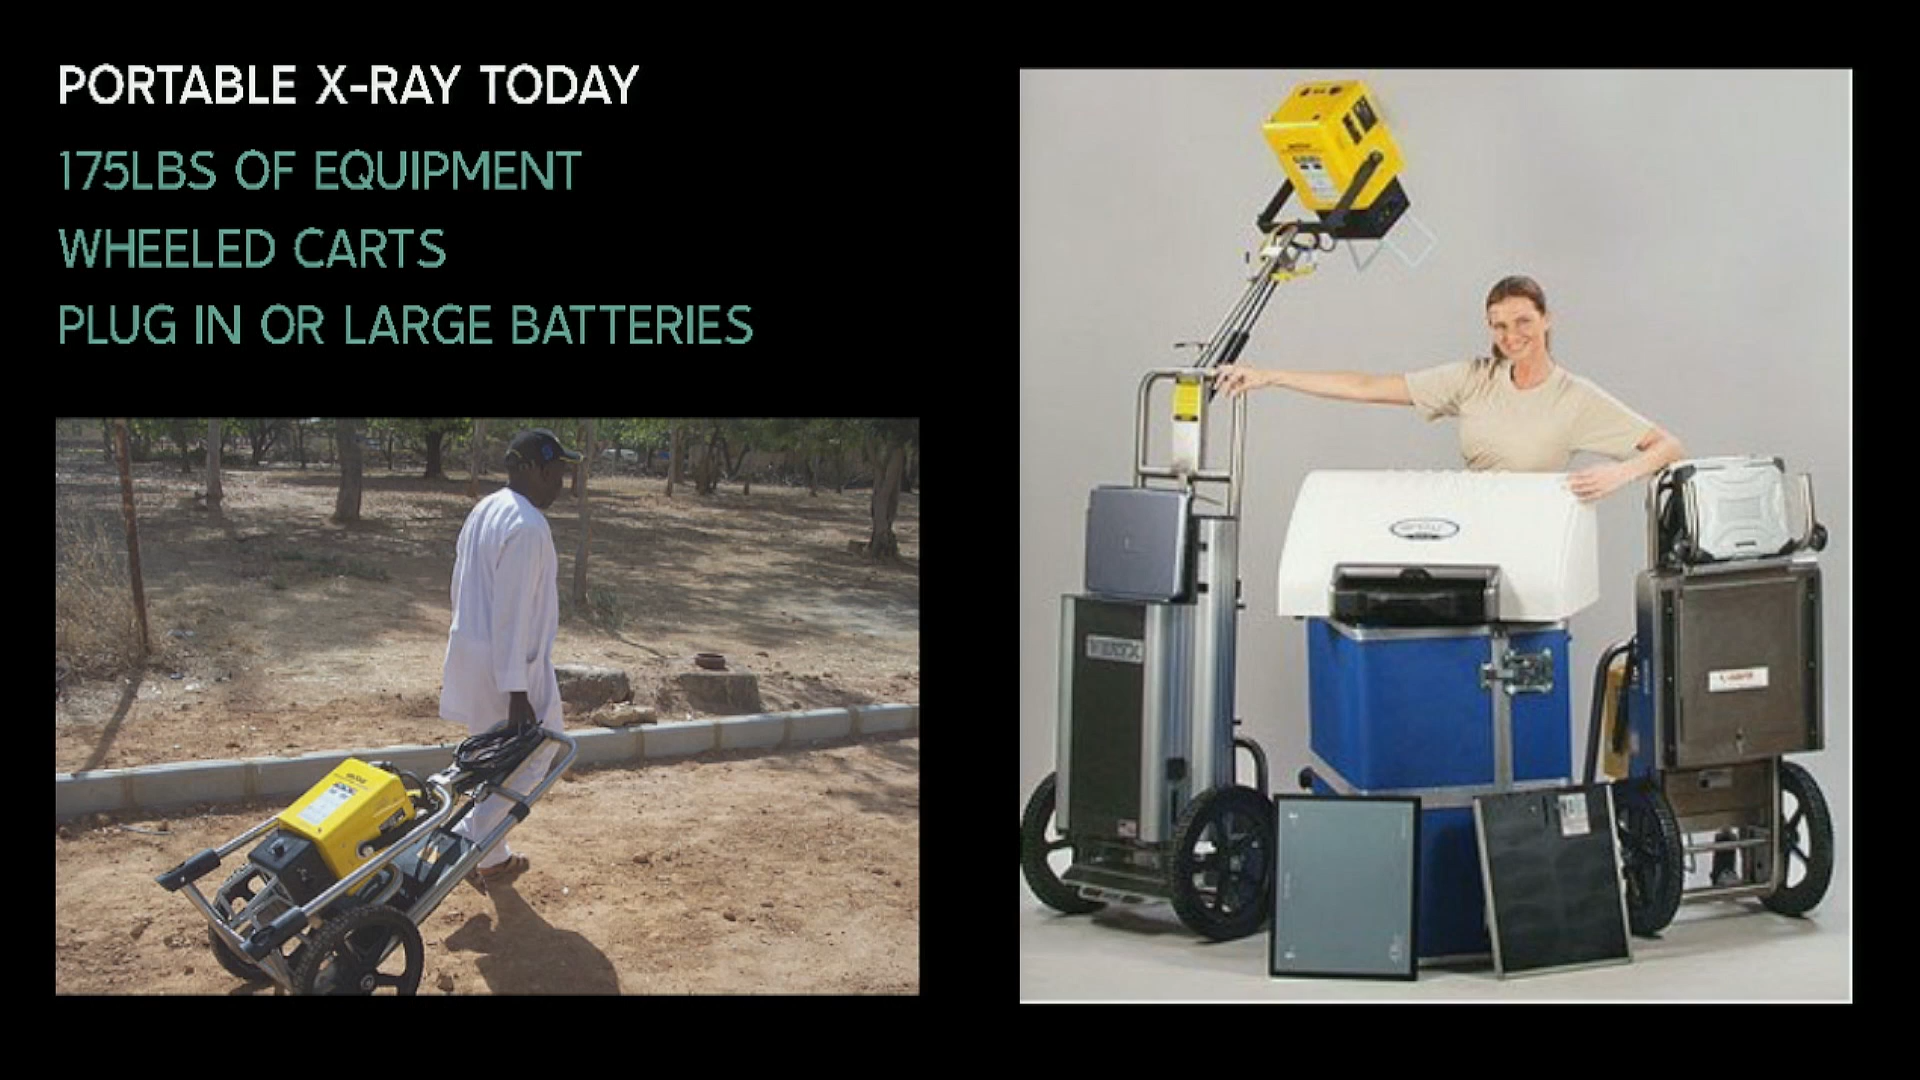 PORTABLE X-RAY TODAY
175LBS OF EQUIPMENT
WHEELED CARTS
PLUG IN OR LARGE BATTERIES